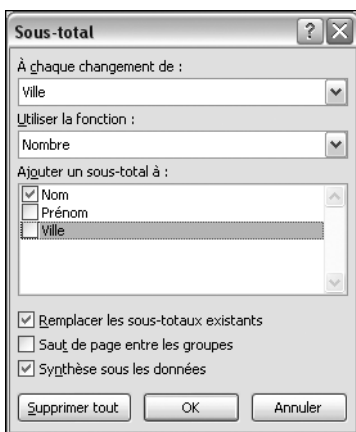 Sous-total
À chaque changement de :
Ville
Utiliser la fonction :
Nombre
Ajouter un sous-total à :
Nom
Prénom
Ville
Remplacer les sous-totaux existants
Saut de page entre les groupes
Synthèse sous les données
Supprimer tout OK Annuler